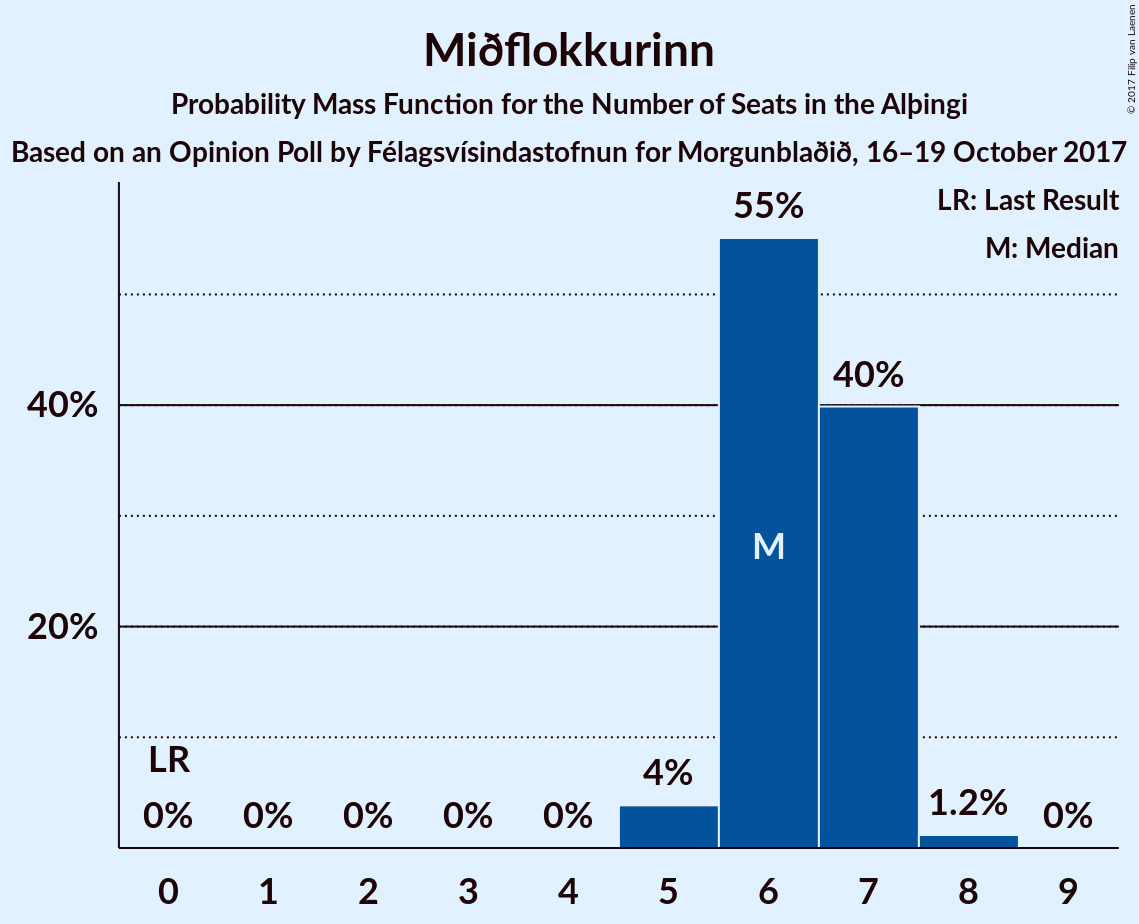 Miðflokkurinn
Probability Mass Function for the Number of Seats in the Alþingi
Based on an Opinion Poll by Félagsvísindastofnun for Morgunblaðið, 16–19 October 2017
© 2017 Filip van Laenen
LR: Last Result
M: Median
55%
40%
40%
M
20%
LR
0% 0% 0% 0% 0% 4% 1.2% 0%
0 1 2 3 4 5 6 7 8 9